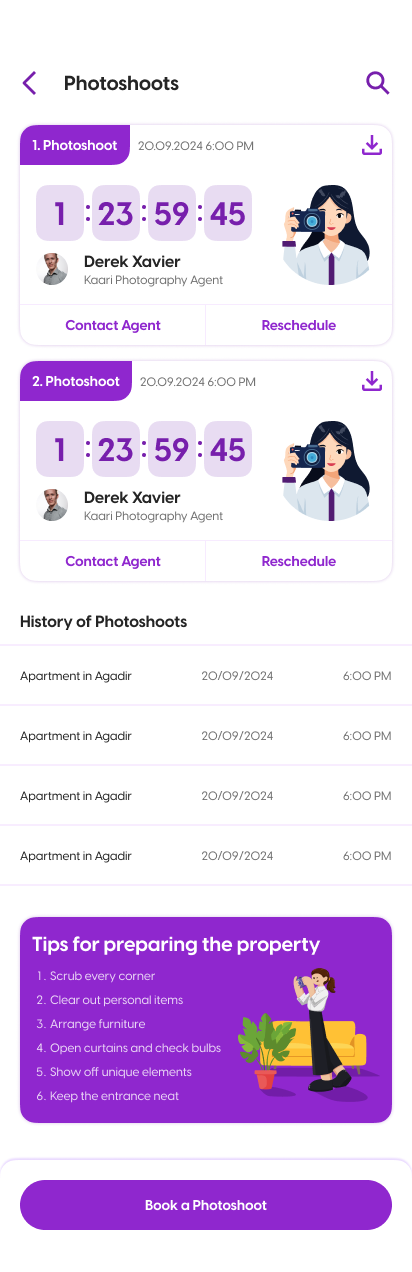 Photoshoots
1. Photoshoot 20.09.2024 6:00 PM
1 : 23 : 59 : 45
Derek Xavier
Kaari Photography Agent
Contact Agent Reschedule
2. Photoshoot 20.09.2024 6:00 PM
1 : 23 : 59 : 45
Derek Xavier
Kaari Photography Agent
Contact Agent Reschedule
History of Photoshoots
Apartment in Agadir 20/09/2024 6:00 PM
Apartment in Agadir 20/09/2024 6:00 PM
Apartment in Agadir 20/09/2024 6:00 PM
Apartment in Agadir 20/09/2024 6:00 PM
Tips for preparing the property
1. Scrub every corner
2. Clear out personal items
3. Arrange furniture
4. Open curtains and check bulbs
5. Show off unique elements
6. Keep the entrance neat
Book a Photoshoot